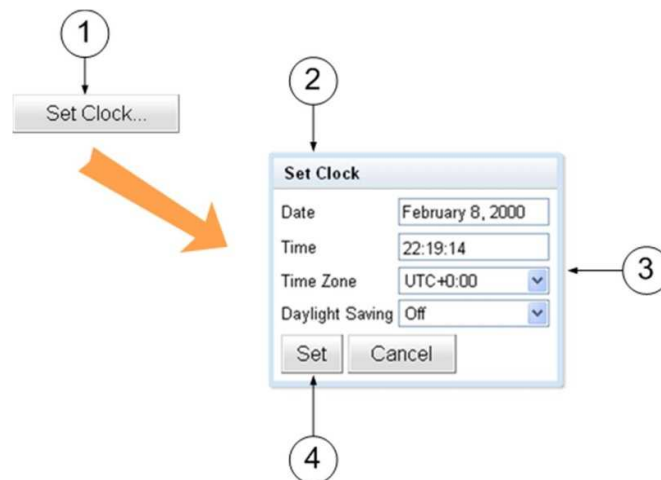 1
Set Clock...
2
Set Clock
Date February 8, 2000
Time 22:19:14
Time Zone UTC+0:00
Daylight Saving Off
Set Cancel
3
4